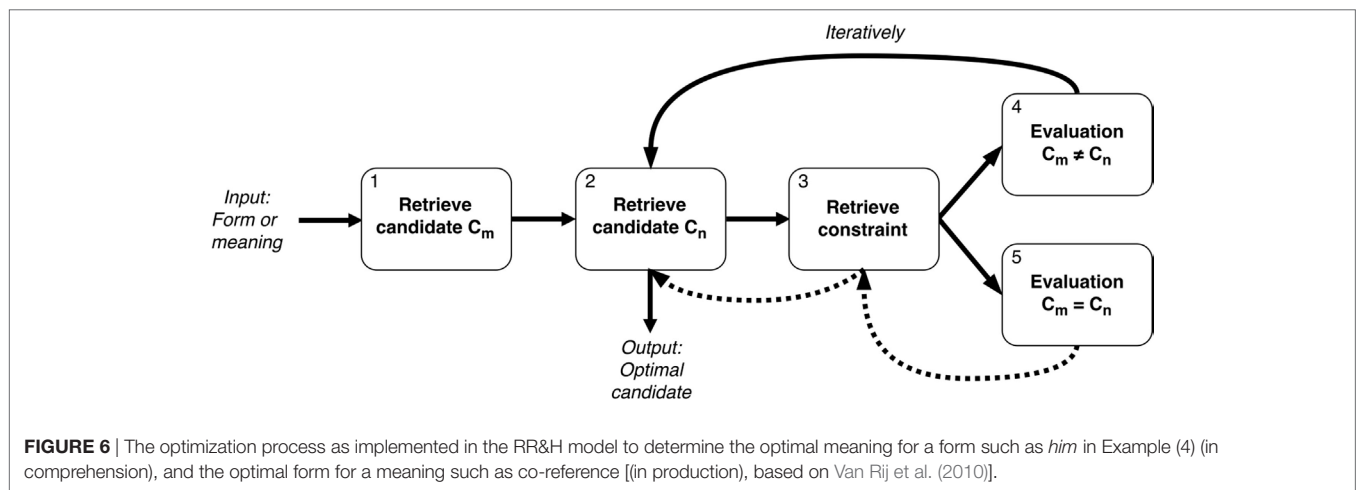 Iteratively
Input:
Form or
meaning
1
Retrieve
candidate Cm
2
Retrieve
candidate Cn
3
Retrieve
constraint
4
Evaluation
Cm ≠ Cn
5
Evaluation
Cm = Cn
Output:
Optimal
candidate
FIGURE 6 | The optimization process as implemented in the RR&H model to determine the optimal meaning for a form such as him in Example (4) (in
comprehension), and the optimal form for a meaning such as co-reference [(in production), based on Van Rij et al. (2010)].